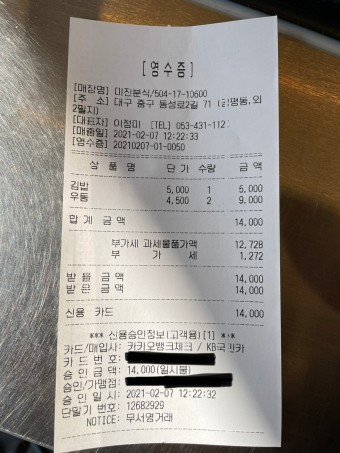 [영수증]
[매장명] 미진분식/504-17-10600
[주 소] 대구 중구 동성로2길 71 (공평동,외
2필지)
[대표자] 이정미 [TEL] 053-431-112
[매출일] 2021-02-07 12:22:33
[영수증] 20210207-01-0050
상 품 명 단 가 수량 금 액
김밥 5,000 1 5,000
우동 4,500 2 9,000
합 계 금 액 14,000
부가세 과세물품가액 12,728
부 가 세 1,272
받 을 금 액 14,000
받 은 금 액 14,000
신용 카드 14,000
*** 신용승인정보(고객용) [1] ***
카드/매입사: 카카오뱅크체크 / KB국민카
카 드 번 호:
승 인 금 액: 14,000(일시불)
승인/가맹점:
승 인 일 시: 2021-02-07 12:22:32
단말기 번호: 12682929
NOTICE: 무서명거래